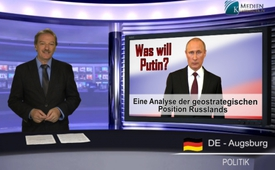 MEDIEN
Was will
Putin?
Eine Analyse der geostrategischen
Position Russlands
DE - Augsburg
POLITIK